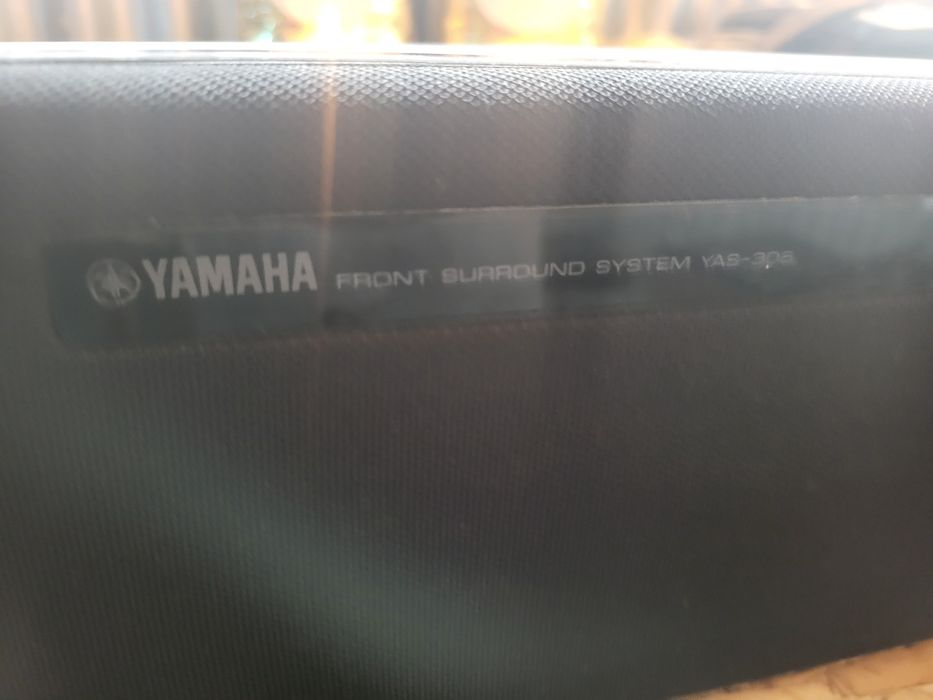 YAMAHA FRONT SURROUND SYSTEM YAS-306